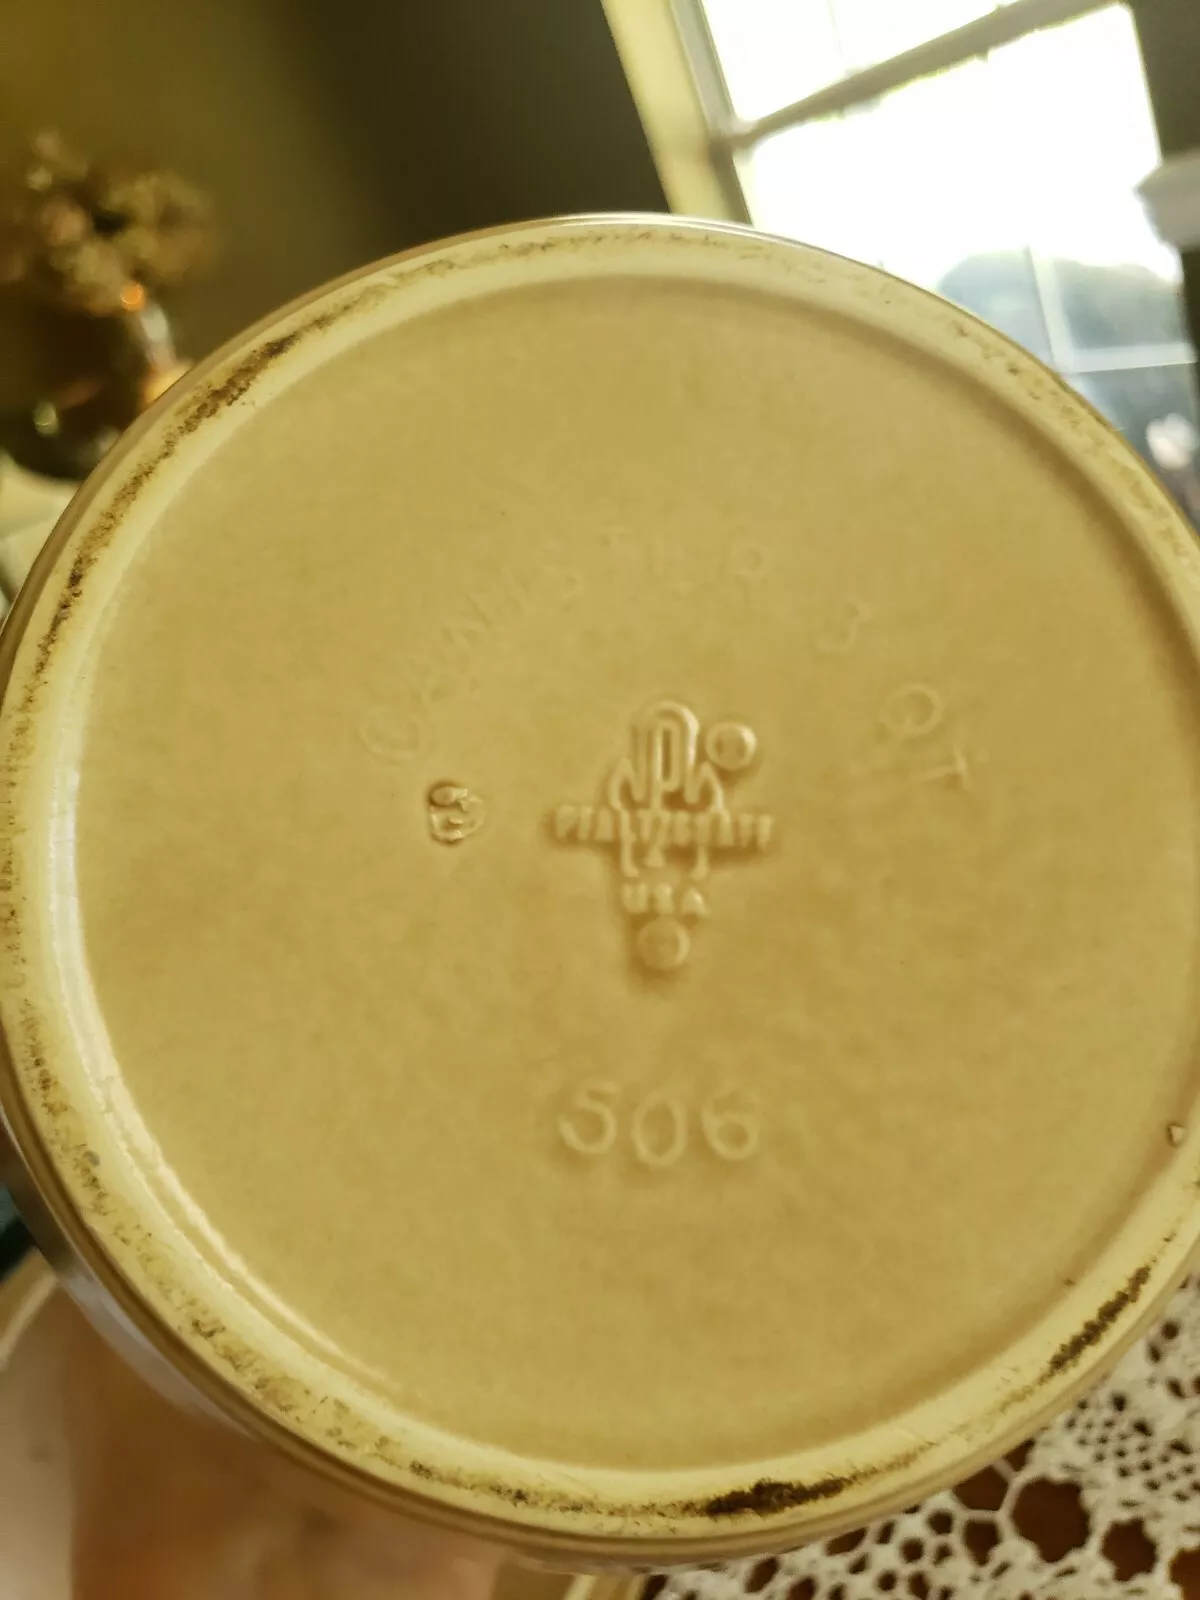 CANISTER 3 QT
P
PFALTZGRAFF
USA
506